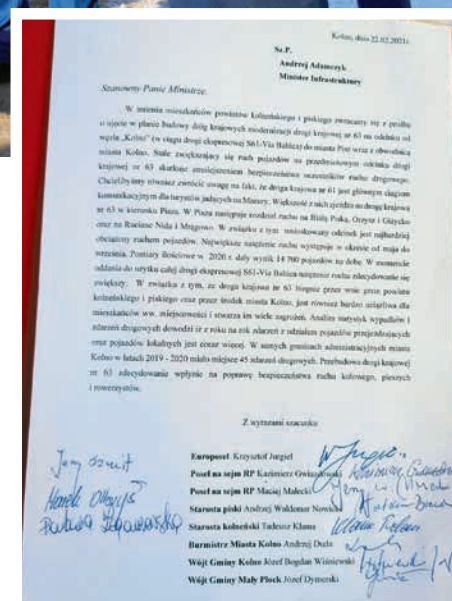 Kolno, dnia 22.02.2021r.
Sz.P.
Andrzej Adamczyk
Minister Infrastruktury
Szanowny Panie Ministrze,
W imieniu mieszkańców powiatów kolneńskiego i piskiego zwracamy się z prośbą
o ujęcie w planie budowy dróg krajowych modernizacji drogi krajowej nr 63 na odcinku od
węzła „Kolno" (w ciągu drogi ekspresowej S61-Via Baltica) do miasta Pisz wraz z obwodnicą
miasta Kolno. Stale zwiększający się ruch pojazdów na przedmiotowym odcinku drogi
krajowej nr 63 skutkuje zmniejszeniem bezpieczeństwa uczestników ruchu drogowego.
Chcielibyśmy również zwrócić uwagę na fakt, że droga krajowa nr 61 jest głównym ciągiem
komunikacyjnym dla turystów jadących na Mazury. Większość z nich zjeżdża na drogę krajową
nr 63 w kierunku Pisza. W Piszu następuje rozdział ruchu na Białą Piską, Orzysz i Giżycko
oraz na Ruciane Nida i Mrągowo. W związku z tym wnioskowany odcinek jest najbardziej
obciążony ruchem pojazdów. Największe natężenie ruchu występuje w okresie od maja do
września. Pomiary ilościowe w 2020 r. dały wynik 14 700 pojazdów na dobę. W momencie
oddania do użytku całej drogi ekspresowej S61-Via Baltica natężenie ruchu zdecydowanie się
zwiększy. W związku z tym, że droga krajowa nr 63 biegnie przez wsie gmin powiatu
kolneńskiego i piskiego oraz przez środek miasta Kolno, jest również bardzo uciążliwa dla
mieszkańców ww. miejscowości i stwarza im wiele zagrożeń. Analiza statystyk wypadków i
zdarzeń drogowych dowodzi iż z roku na rok zdarzeń z udziałem pojazdów przejeżdżających
oraz pojazdów lokalnych jest coraz więcej. W samych granicach administracyjnych miasta
Kolno w latach 2019 - 2020 miało miejsce 45 zdarzeń drogowych. Przebudowa drogi krajowej
nr 63 zdecydowanie wpłynie na poprawę bezpieczeństwa ruchu kołowego, pieszych
i rowerzystów.
Z wyrazami szacunku
Europoseł Krzysztof Jurgiel
Poseł na sejm RP Kazimierz Gwiazdowski
Poseł na sejm RP Maciej Małecki
Starosta piski Andrzej Waldemar Nowicki
Starosta kolneński Tadeusz Klama
Burmistrz Miasta Kolno Andrzej Duda
Wójt Gminy Kolno Józef Bogdan Wiśniewski
Wójt Gminy Mały Płock Józef Dymerski